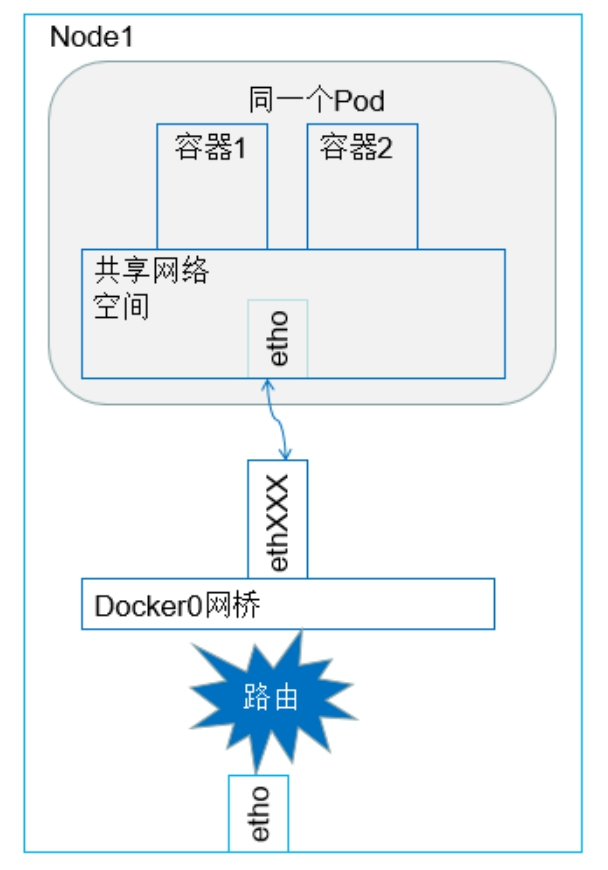 Node1
同一个Pod
容器1
容器2
共享网络
空间
etho
ethXXX
Docker0网桥
路由
etho